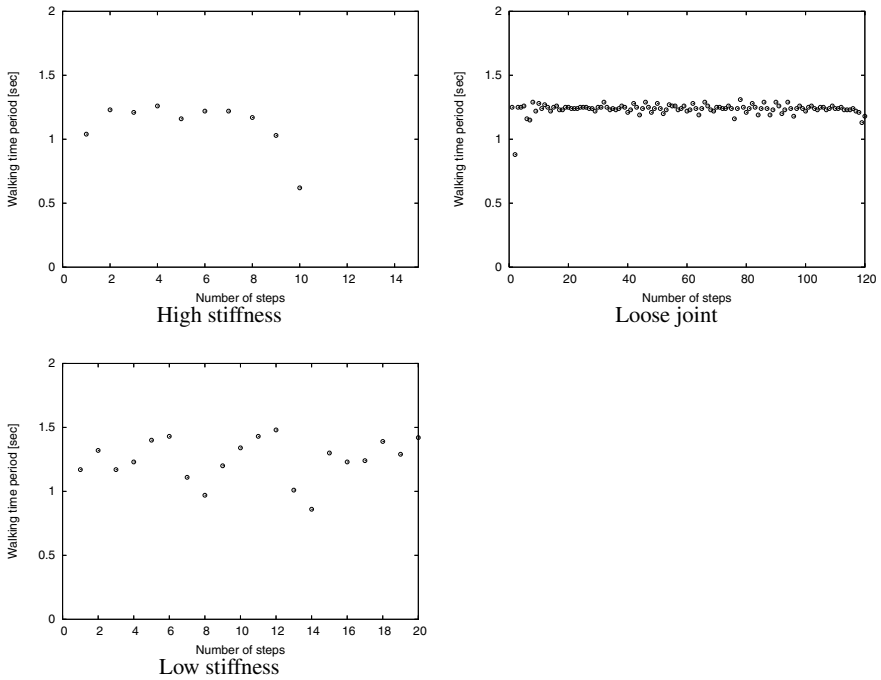 2
1.5
1
0.5
0
Walking time period [sec]
0 2 4 6 8 10 12 14
Number of steps
High stiffness
2
1.5
1
0.5
0
Walking time period [sec]
0 20 40 60 80 100 120
Number of steps
Loose joint
2
1.5
1
0.5
0
Walking time period [sec]
0 2 4 6 8 10 12 14 16 18 20
Number of steps
Low stiffness